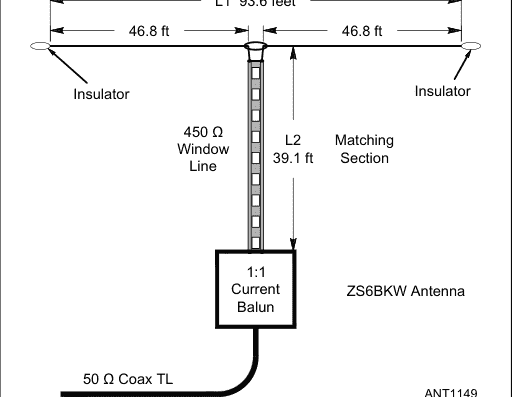 L1 93.6 feet
46.8 ft
46.8 ft
Insulator
Insulator
450 Ω
Window
Line
L2
39.1 ft
Matching
Section
1:1
Current
Balun
ZS6BKW Antenna
50 Ω Coax TL
ANT1149